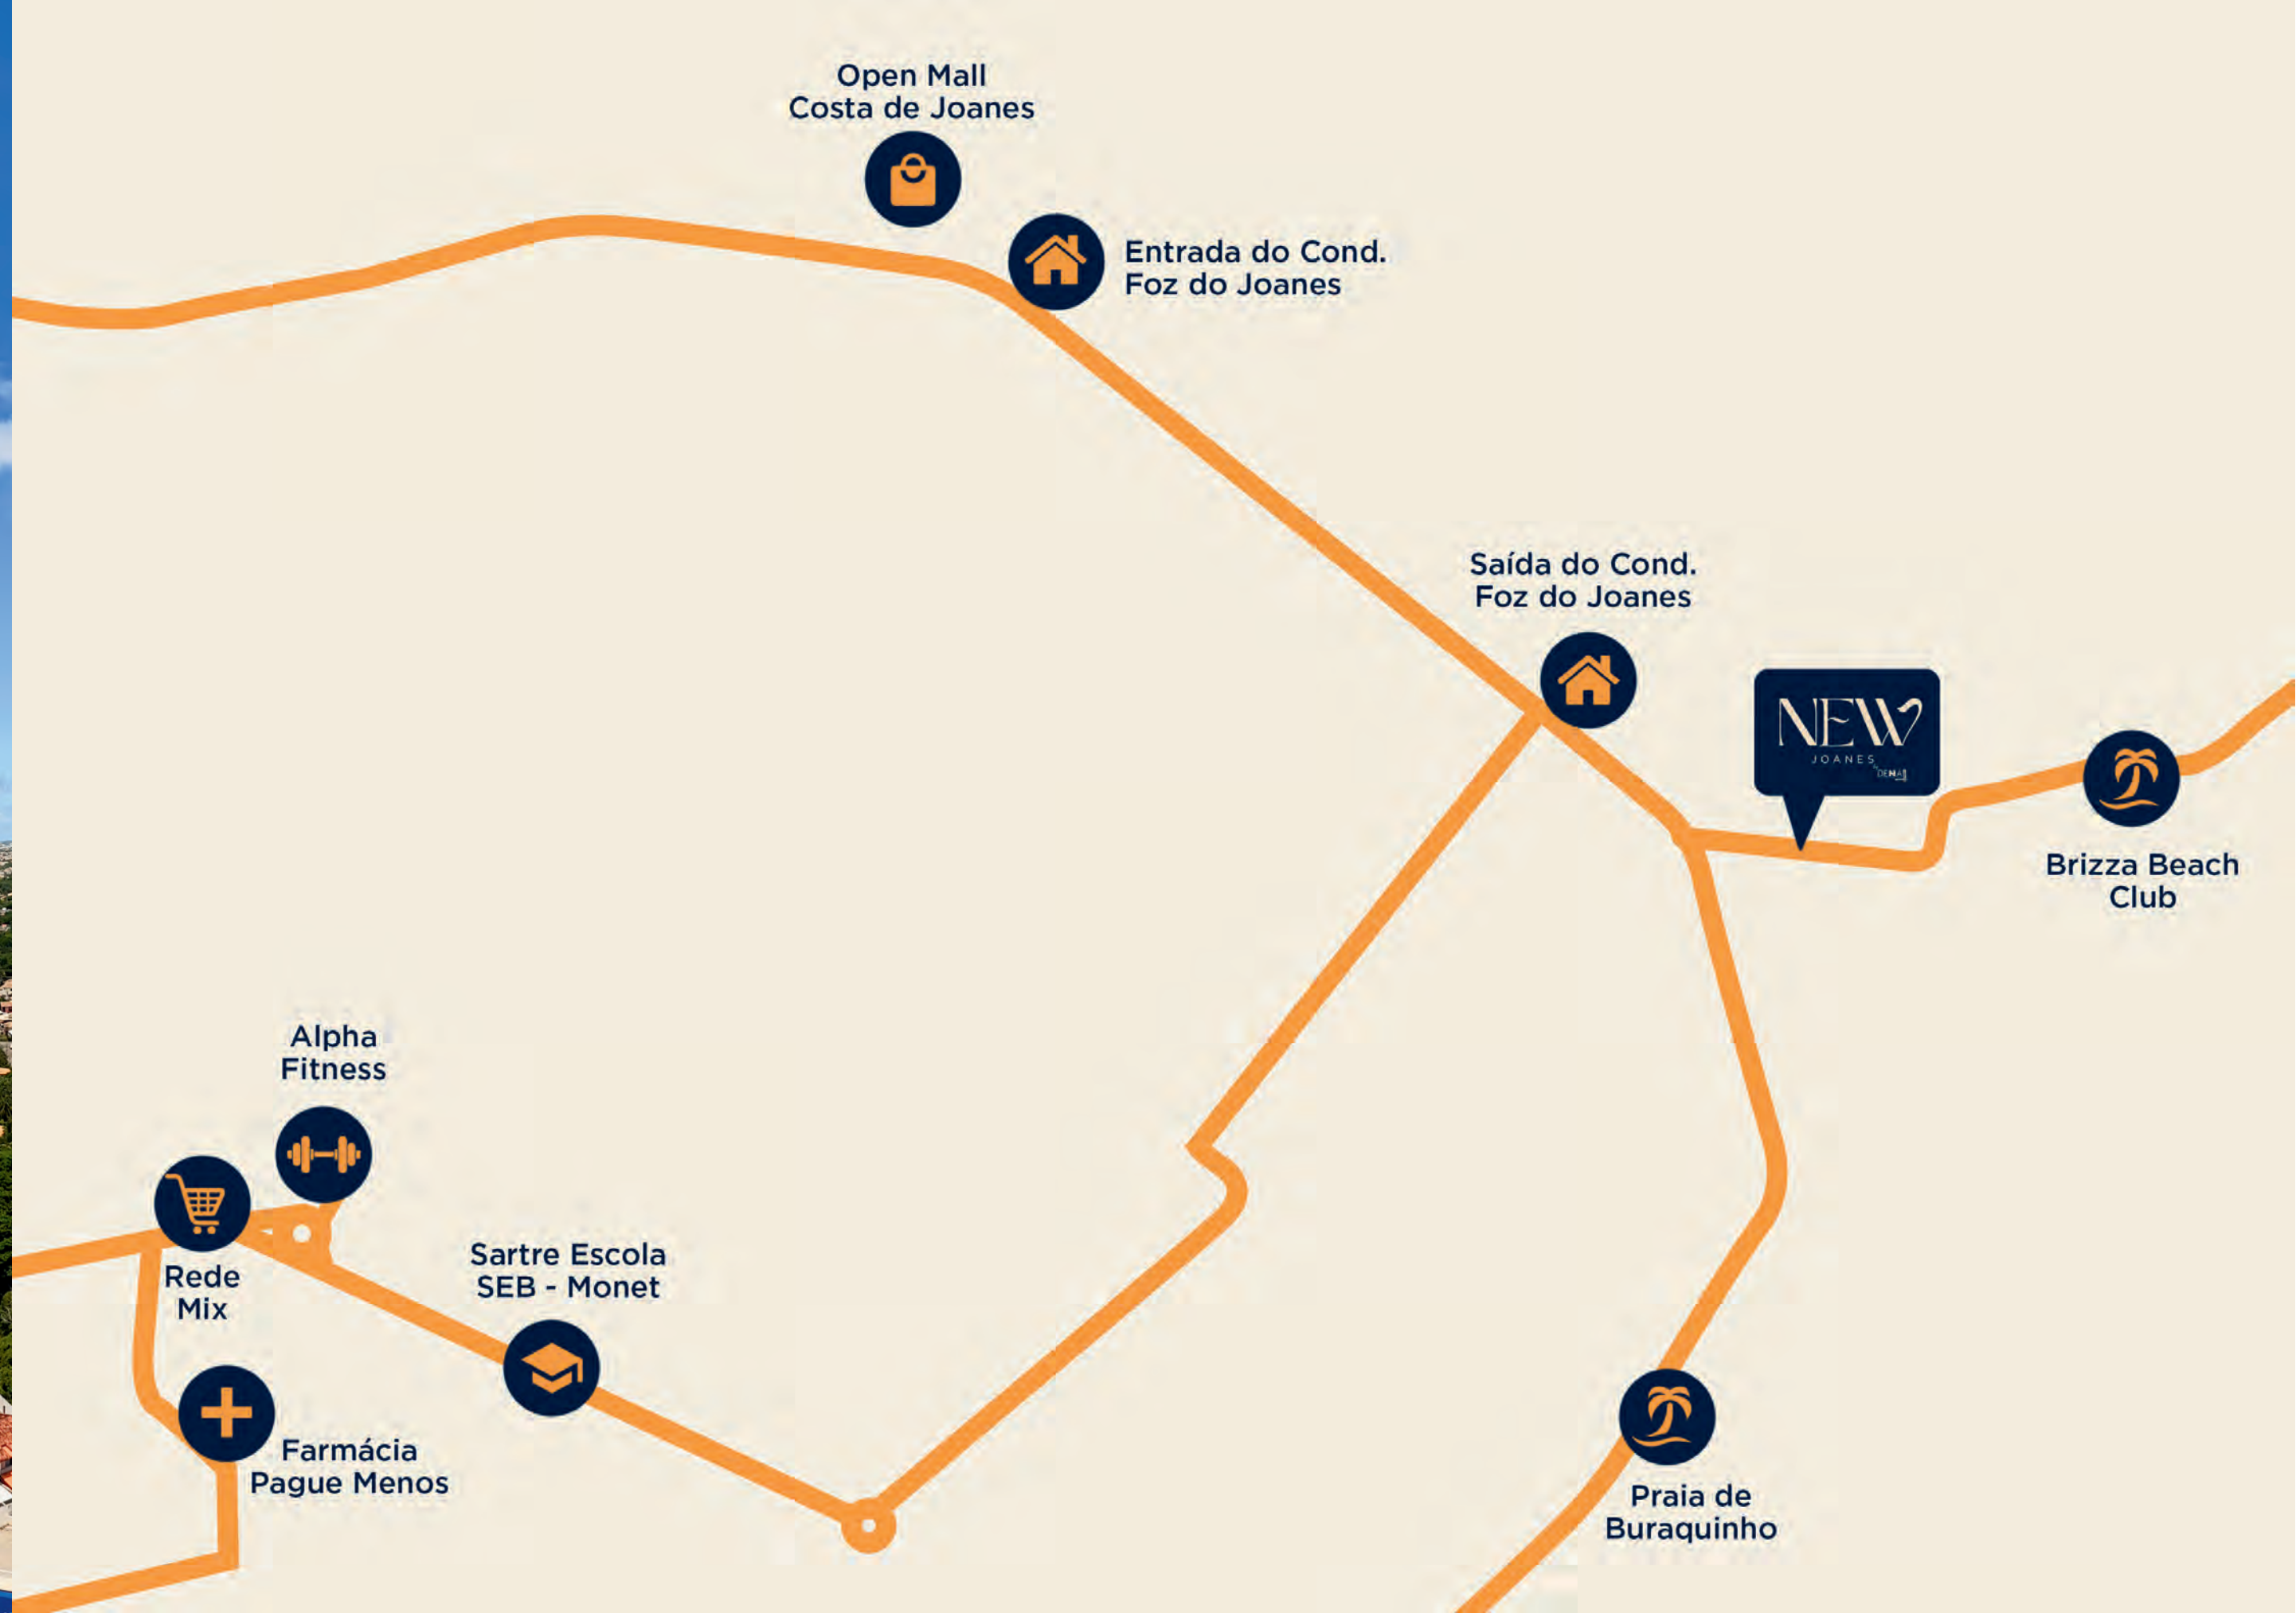 Open Mall
Costa de Joanes
Entrada do Cond.
Foz do Joanes
Saída do Cond.
Foz do Joanes
NEW
JOANES
DEMAIS
Brizza Beach
Club
Alpha
Fitness
Rede
Mix
Sartre Escola
SEB - Monet
Farmácia
Pague Menos
Praia de
Buraquinho